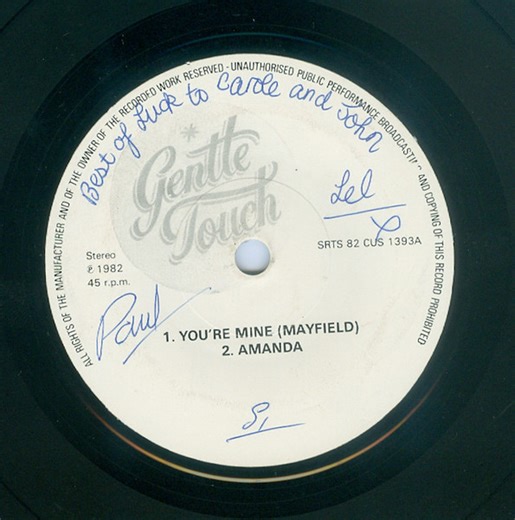 ALL RIGHTS OF THE MANUFACTURER AND OF THE OWNER OF THE RECORDED WORK RESERVED - UNAUTHORISED PUBLIC PERFORMANCE BROADCASTING AND COPYING OF THIS RECORD PROHIBITED
Best of Luck to Carole and John
Gentle
Touch
Lel
X
Stereo
℗ 1982
45 r.p.m.
SRTS 82 CUS 1393A
Paul
1. YOU'RE MINE (MAYFIELD)
2. AMANDA